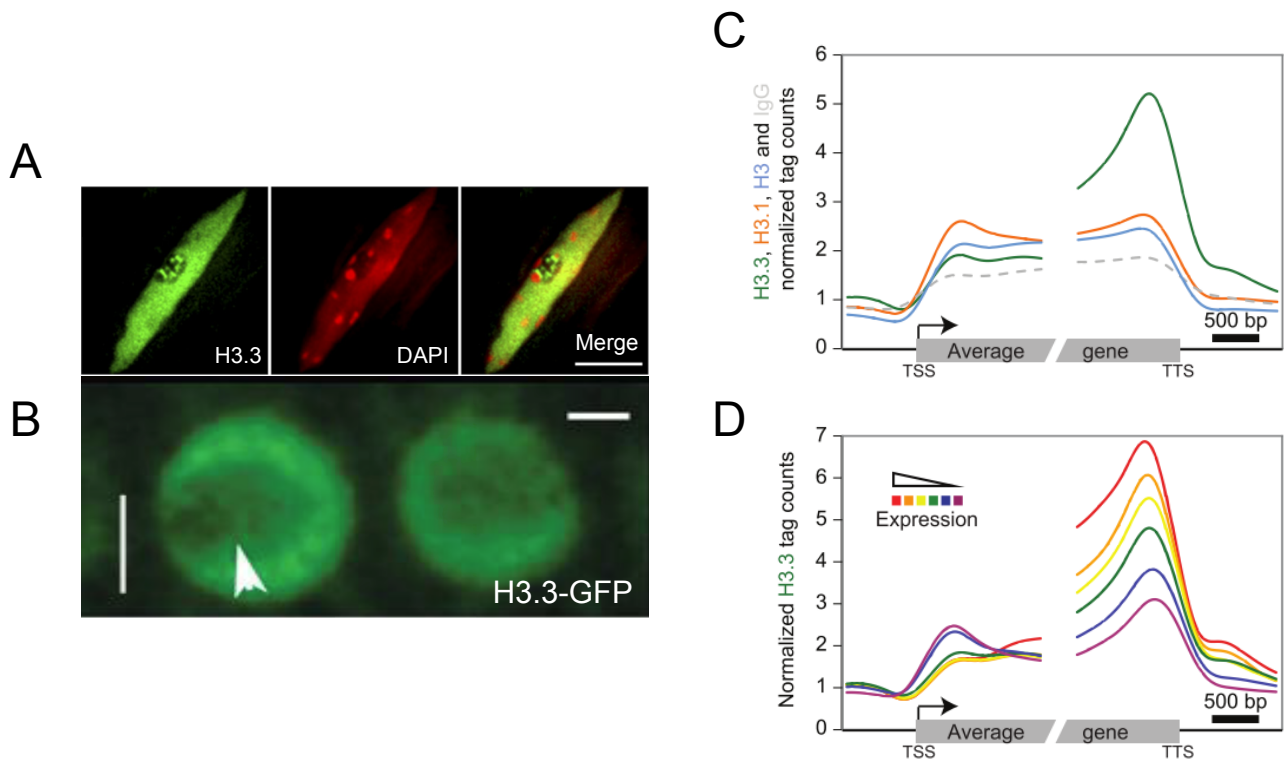 A
H3.3
DAPI
Merge
B
H3.3-GFP
C
H3.3, H3.1, H3 and IgG
normalized tag counts
6
5
4
3
2
1
0
500 bp
Average
gene
TSS
TTS
D
Normalized H3.3 tag counts
7
6
5
4
3
2
1
0
Expression
500 bp
Average
gene
TSS
TTS